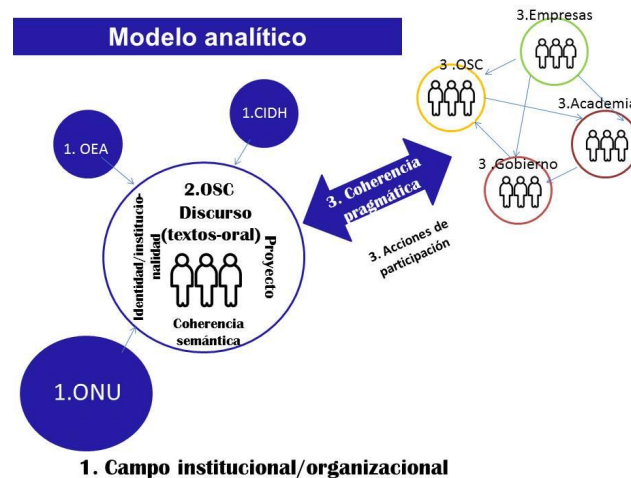 Modelo analítico
3.Empresas
3 .OSC
3.Academia
3 .Gobierno
1.CIDH
1. OEA
2.OSC
Discurso
(textos-oral)
Identidad/institucio-
nalidad
Proyecto
Coherencia
semántica
3. Coherencia
pragmática
3. Acciones de
participación
1.ONU
1. Campo institucional/organizacional